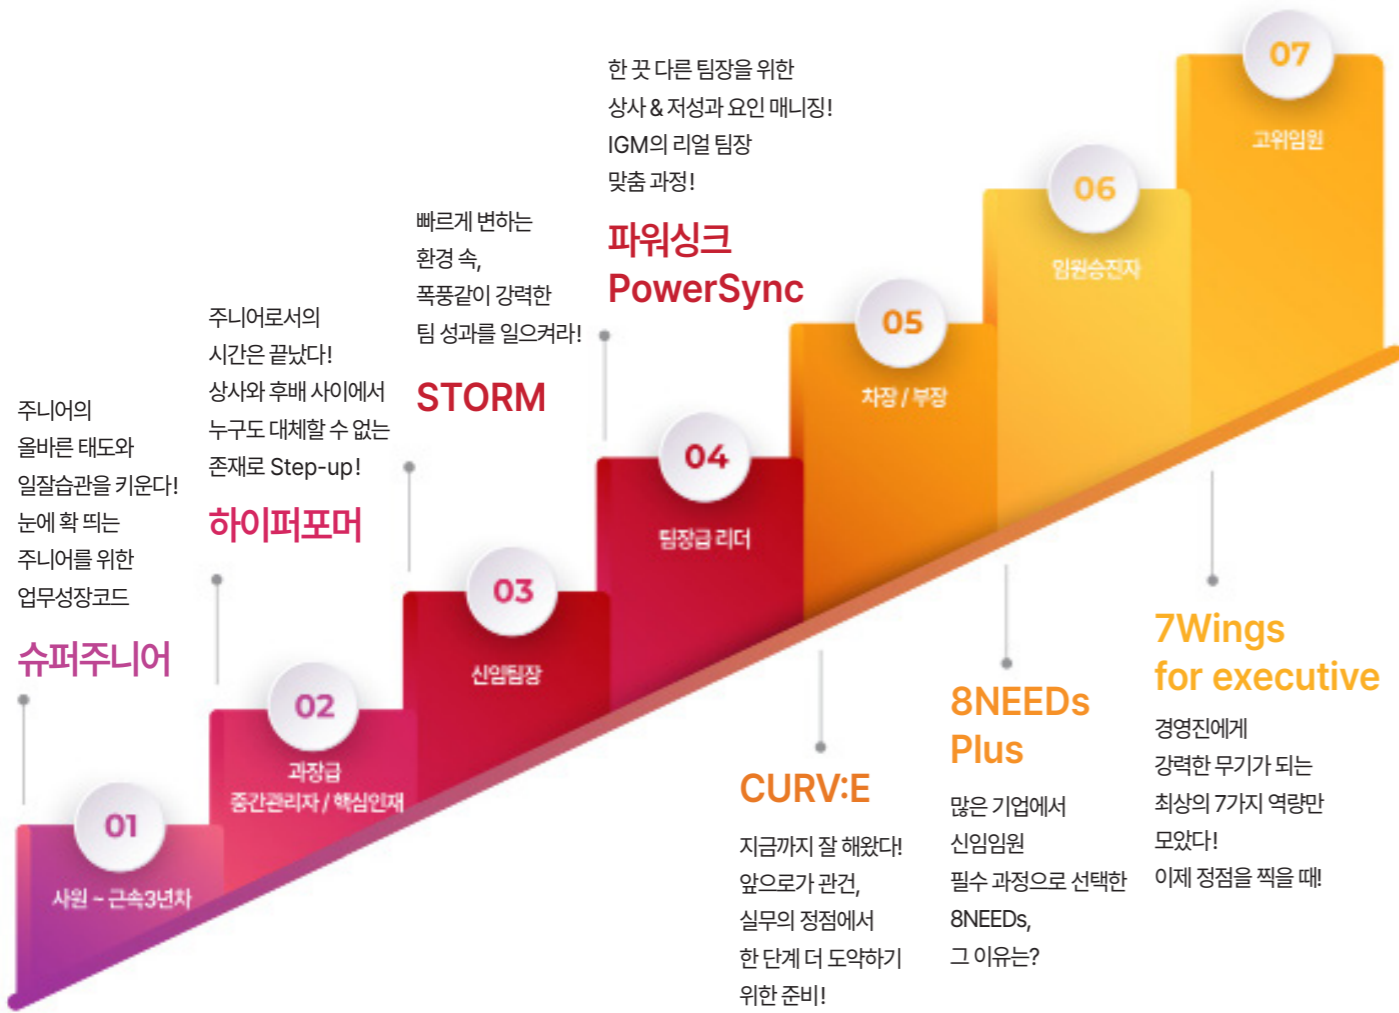 주니어의
올바른 태도와
일잘습관을 키운다!
눈에 확 띄는
주니어를 위한
업무성장코드
슈퍼주니어
01
사원 ~ 근속3년차
주니어로서의
시간은 끝났다!
상사와 후배 사이에서
누구도 대체할 수 없는
존재로 Step-up!
하이퍼포머
02
과장급
중간관리자 / 핵심인재
빠르게 변하는
환경 속,
폭풍같이 강력한
팀 성과를 일으켜라!
STORM
03
신임팀장
한 끗 다른 팀장을 위한
상사 & 저성과 요인 매니징!
IGM의 리얼 팀장
맞춤 과정!
파워싱크
PowerSync
04
팀장급 리더
05
차장 / 부장
CURV:E
지금까지 잘 해왔다!
앞으로가 관건,
실무의 정점에서
한 단계 더 도약하기
위한 준비!
06
임원승진자
8NEEDs
Plus
많은 기업에서
신임임원
필수 과정으로 선택한
8NEEDs,
그 이유는?
07
고위임원
7Wings
for executive
경영진에게
강력한 무기가 되는
최상의 7가지 역량만
모았다!
이제 정점을 찍을 때!